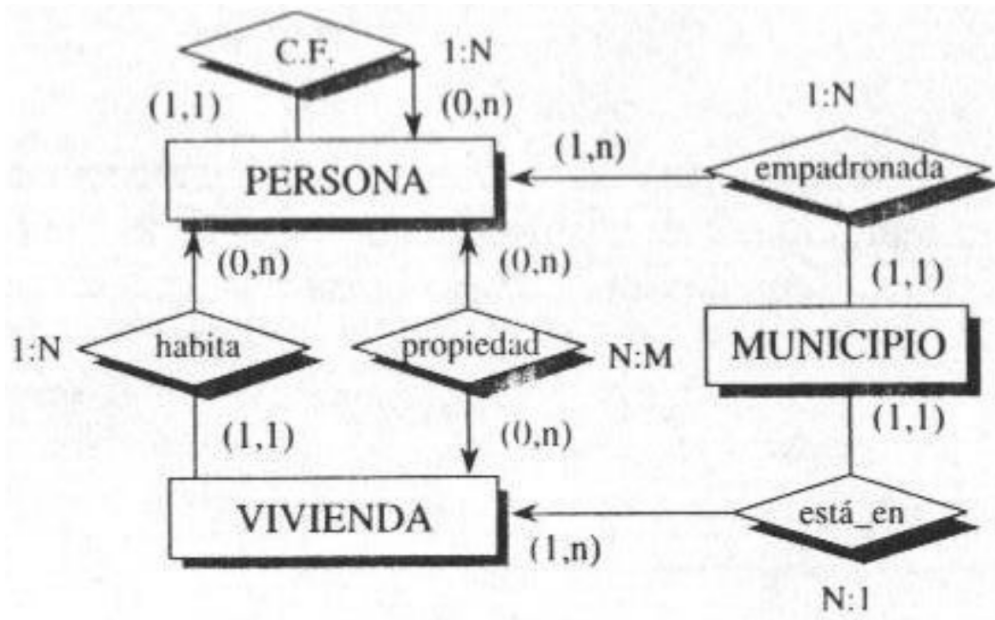 C.F.
1:N
(1,1)
(0,n)
1:N
PERSONA
(1,n)
empadronada
(0,n)
(0,n)
(1,1)
1:N
habita
propiedad
N:M
MUNICIPIO
(1,1)
(0,n)
(1,1)
VIVIENDA
(1,n)
está_en
N:1